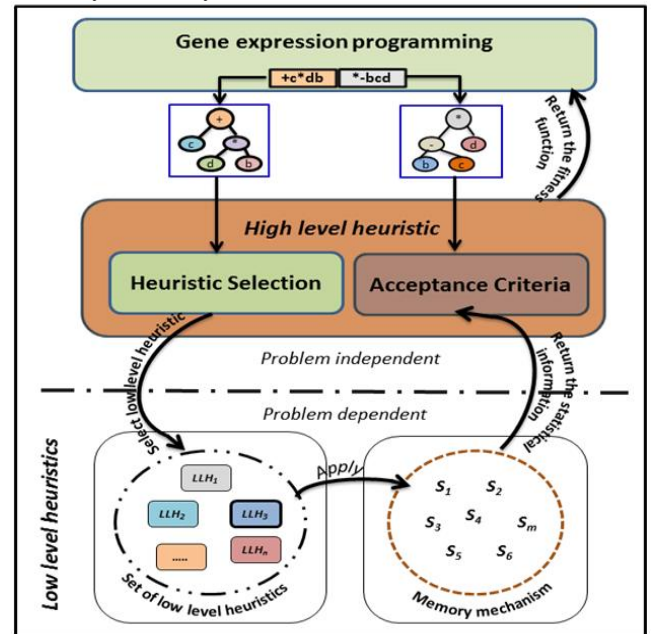 Gene expression programming
+c*db
*-bcd
+
c
*
d
b
*
-
d
b
c
Return the fitness
function
High level heuristic
Heuristic Selection
Acceptance Criteria
Select low level heuristic
Problem independent
Return the statistical
information
Problem dependent
Low level heuristics
Apply
LLH1
LLH2
LLH3
.....
LLHn
Set of low level heuristics
S1
S2
S3
S4
Sm
S5
S6
Memory mechanism